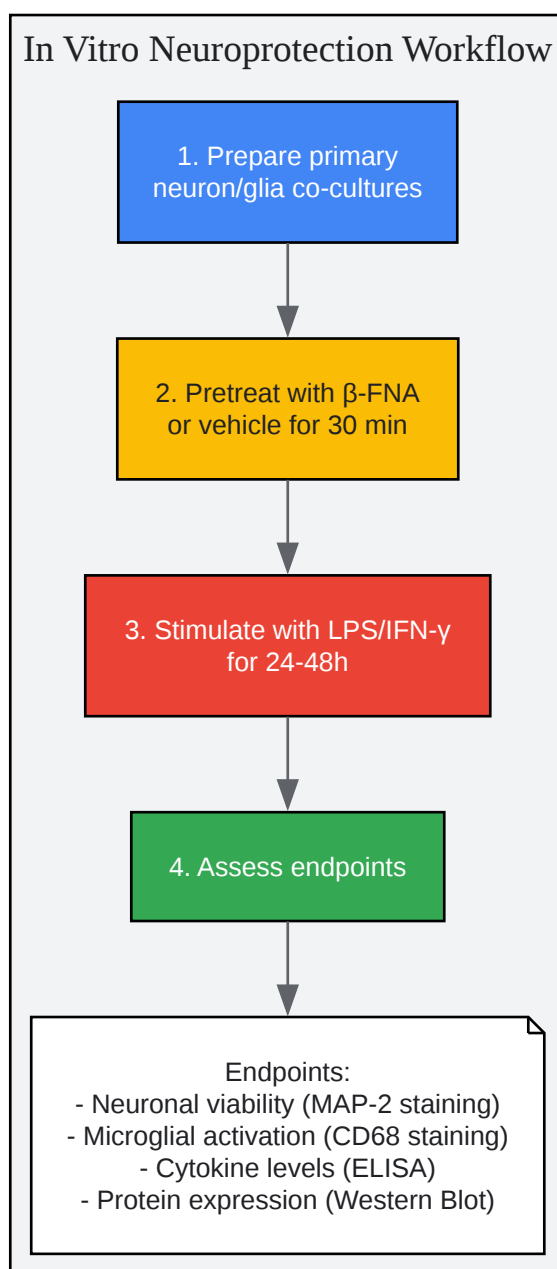 In Vitro Neuroprotection Workflow
1. Prepare primary
neuron/glia co-cultures
2. Pretreat with β-FNA
or vehicle for 30 min
3. Stimulate with LPS/IFN-γ
for 24-48h
4. Assess endpoints
Endpoints:
- Neuronal viability (MAP-2 staining)
- Microglial activation (CD68 staining)
- Cytokine levels (ELISA)
- Protein expression (Western Blot)